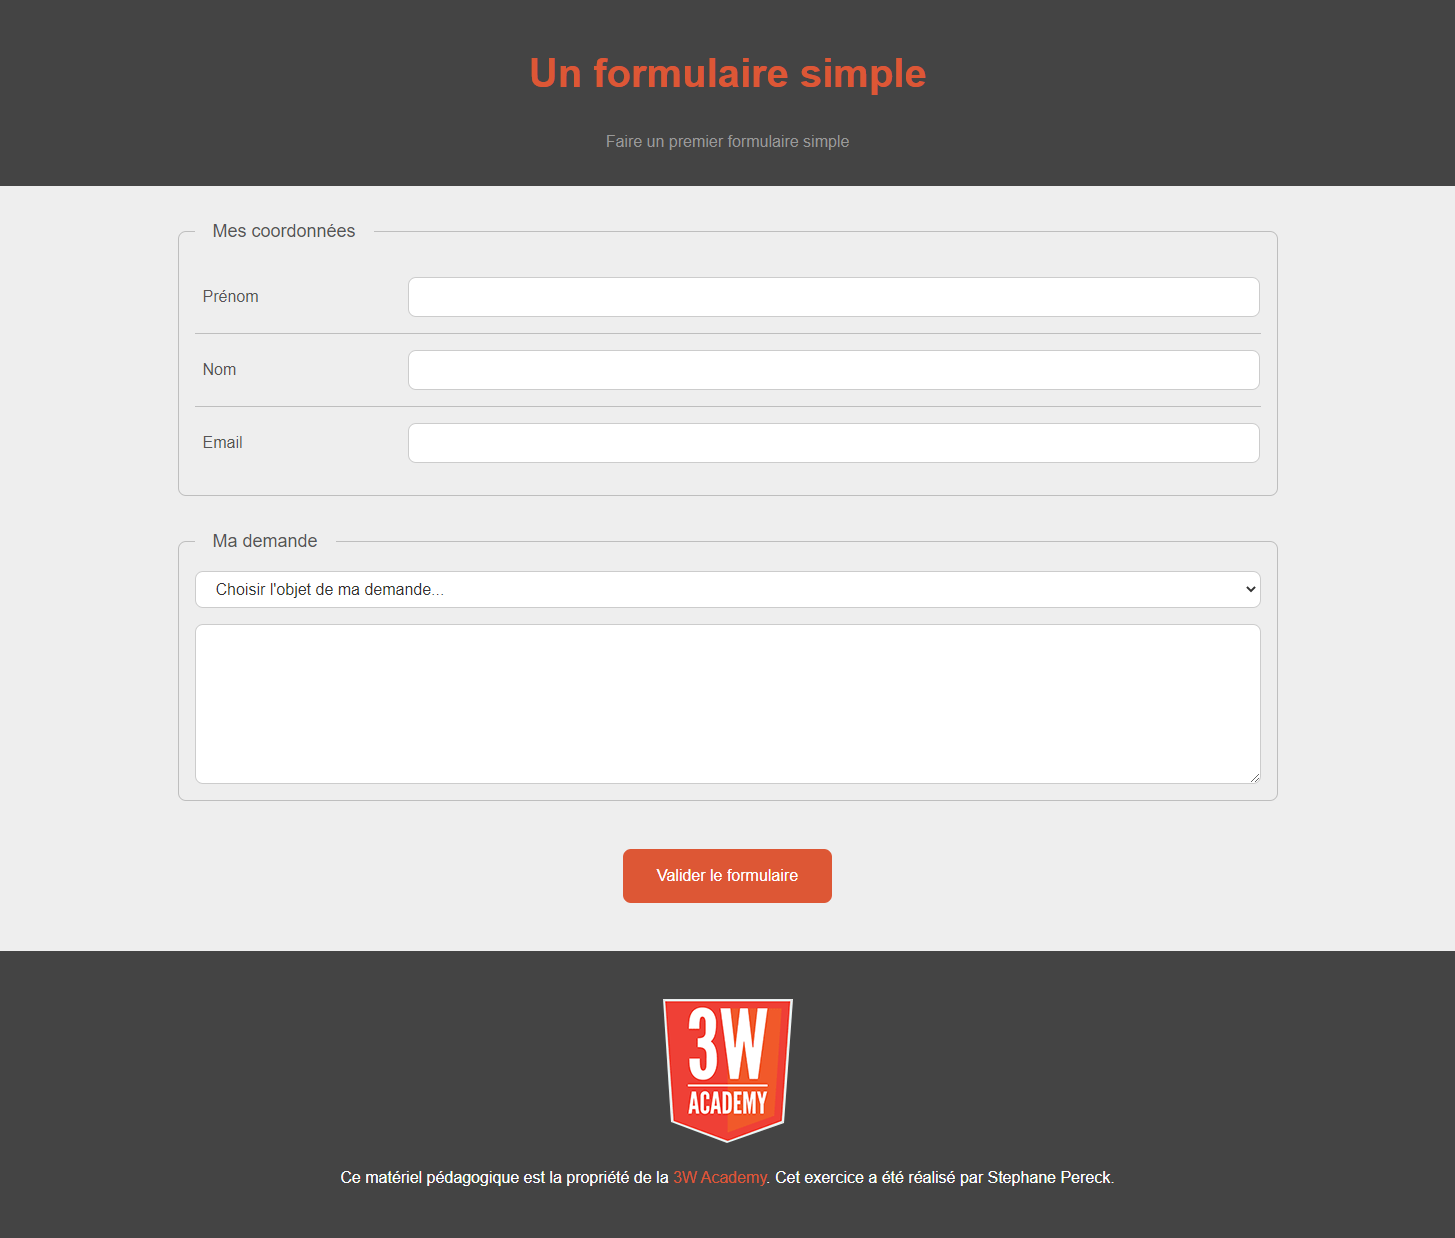 Un formulaire simple
Faire un premier formulaire simple
Mes coordonnées
Prénom
Nom
Email
Ma demande
Choisir l'objet de ma demande...
Valider le formulaire
3W
ACADEMY
Ce matériel pédagogique est la propriété de la 3W Academy. Cet exercice a été réalisé par Stephane Pereck.